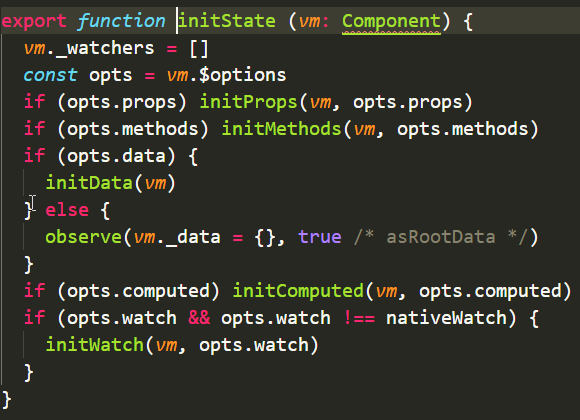 export function initState (vm: Component) {
  vm._watchers = []
  const opts = vm.$options
  if (opts.props) initProps(vm, opts.props)
  if (opts.methods) initMethods(vm, opts.methods)
  if (opts.data) {
    initData(vm)
  } else {
    observe(vm._data = {}, true /* asRootData */)
  }
  if (opts.computed) initComputed(vm, opts.computed)
  if (opts.watch && opts.watch !== nativeWatch) {
    initWatch(vm, opts.watch)
  }
}